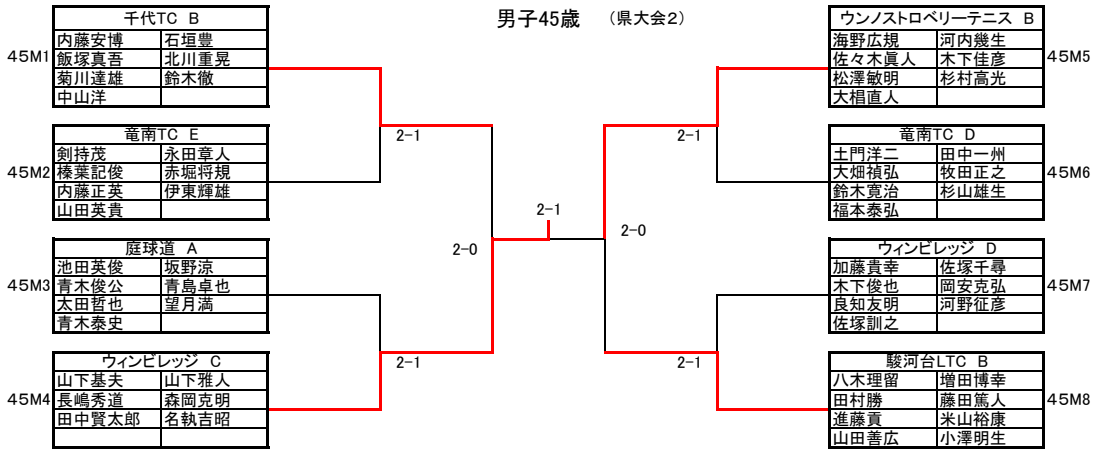 男子45歳 (県大会2)
45M1
千代TC B
内藤安博 石垣豊
飯塚真吾 北川重晃
菊川達雄 鈴木徹
中山洋
45M2
竜南TC E
剣持茂 永田章人
榛葉記俊 赤堀将規
内藤正英 伊東輝雄
山田英貴
45M3
庭球道 A
池田英俊 坂野涼
青木俊公 青島卓也
太田哲也 望月満
青木泰史
45M4
ウィンビレッジ C
山下基夫 山下雅人
長嶋秀道 森岡克明
田中賢太郎 名執吉昭
2-1
2-1
2-0
2-1
2-0
2-1
2-1
ウンノストロベリーテニス B
45M5
海野広規 河内幾生
佐々木眞人 木下佳彦
松澤敏明 杉村高光
大椙直人
竜南TC D
45M6
土門洋二 田中一州
大畑禎弘 牧田正之
鈴木寛治 杉山雄生
福本泰弘
ウィンビレッジ D
45M7
加藤貴幸 佐塚千尋
木下俊也 岡安克弘
良知友明 河野征彦
佐塚訓之
駿河台LTC B
45M8
八木理留 増田博幸
田村勝 藤田篤人
進藤貢 米山裕康
山田善広 小澤明生